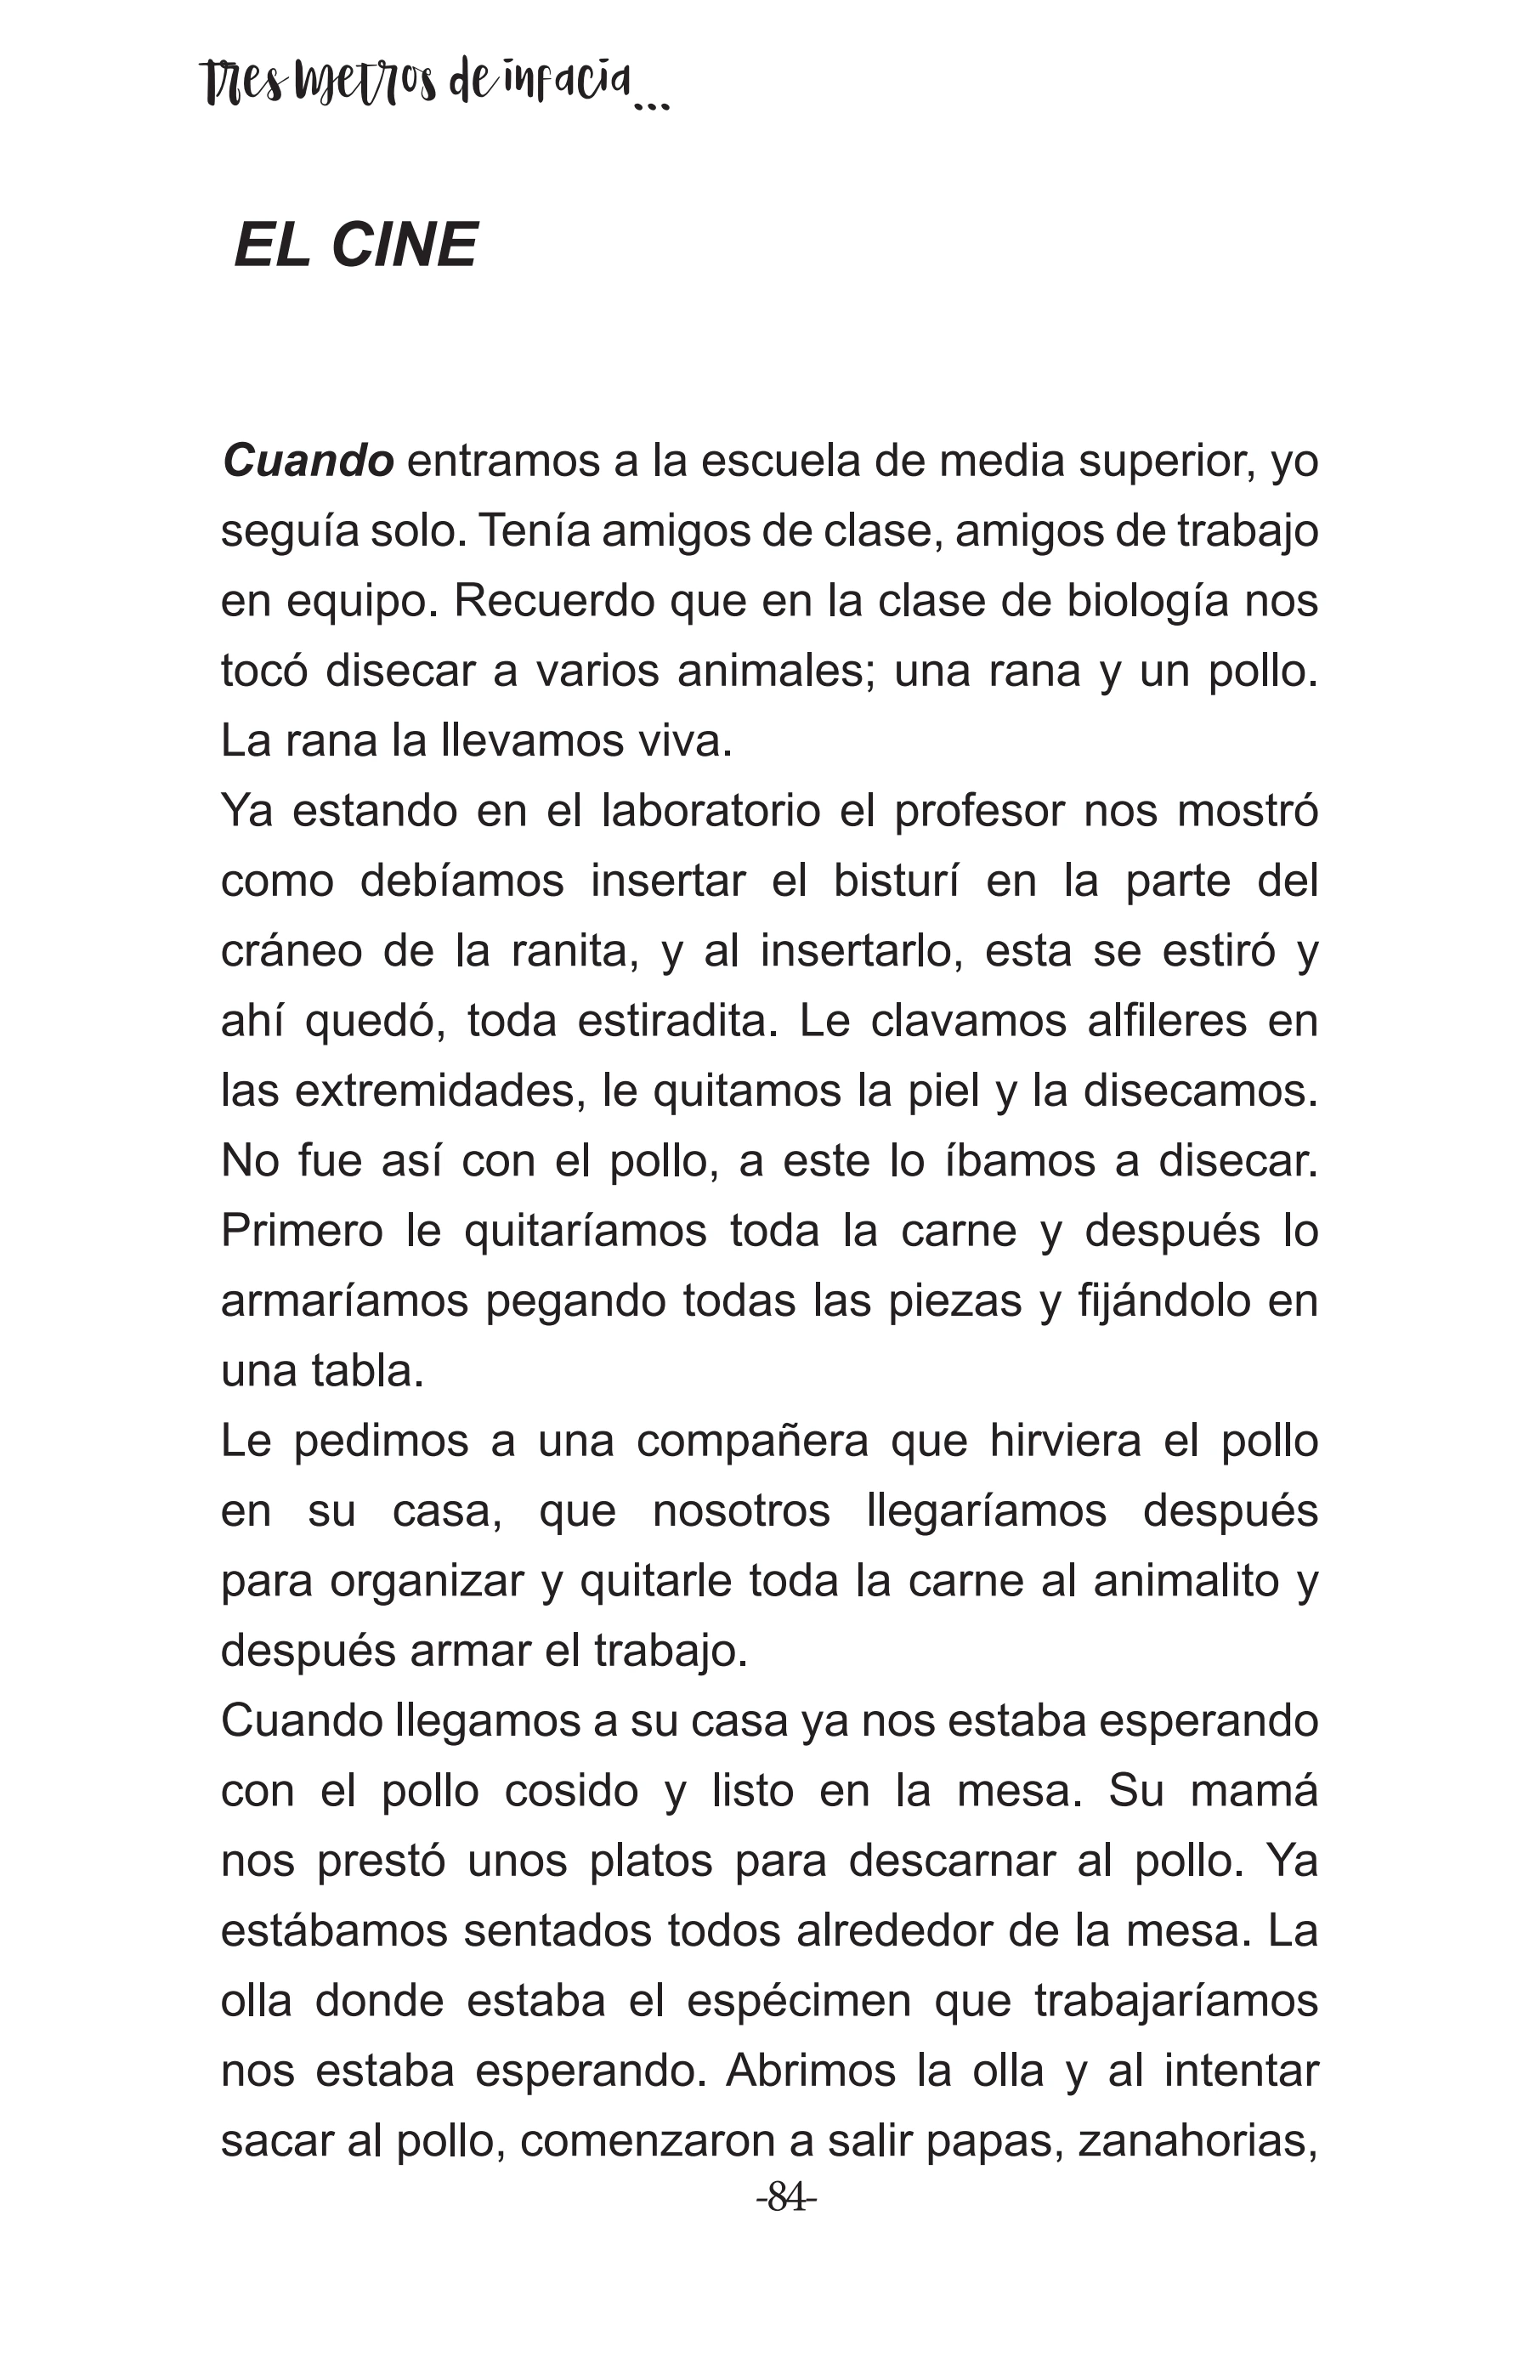 Tres metros de infacia...
EL CINE
Cuando entramos a la escuela de media superior, yo
seguía solo. Tenía amigos de clase, amigos de trabajo
en equipo. Recuerdo que en la clase de biología nos
tocó disecar a varios animales; una rana y un pollo.
La rana la llevamos viva.
Ya estando en el laboratorio el profesor nos mostró
como debíamos insertar el bisturí en la parte del
cráneo de la ranita, y al insertarlo, esta se estiró y
ahí quedó, toda estiradita. Le clavamos alfileres en
las extremidades, le quitamos la piel y la disecamos.
No fue así con el pollo, a este lo íbamos a disecar.
Primero le quitaríamos toda la carne y después lo
armaríamos pegando todas las piezas y fijándolo en
una tabla.
Le pedimos a una compañera que hirviera el pollo
en su casa, que nosotros llegaríamos después
para organizar y quitarle toda la carne al animalito y
después armar el trabajo.
Cuando llegamos a su casa ya nos estaba esperando
con el pollo cosido y listo en la mesa. Su mamá
nos prestó unos platos para descarnar al pollo. Ya
estábamos sentados todos alrededor de la mesa. La
olla donde estaba el espécimen que trabajaríamos
nos estaba esperando. Abrimos la olla y al intentar
sacar al pollo, comenzaron a salir papas, zanahorias,
-84-